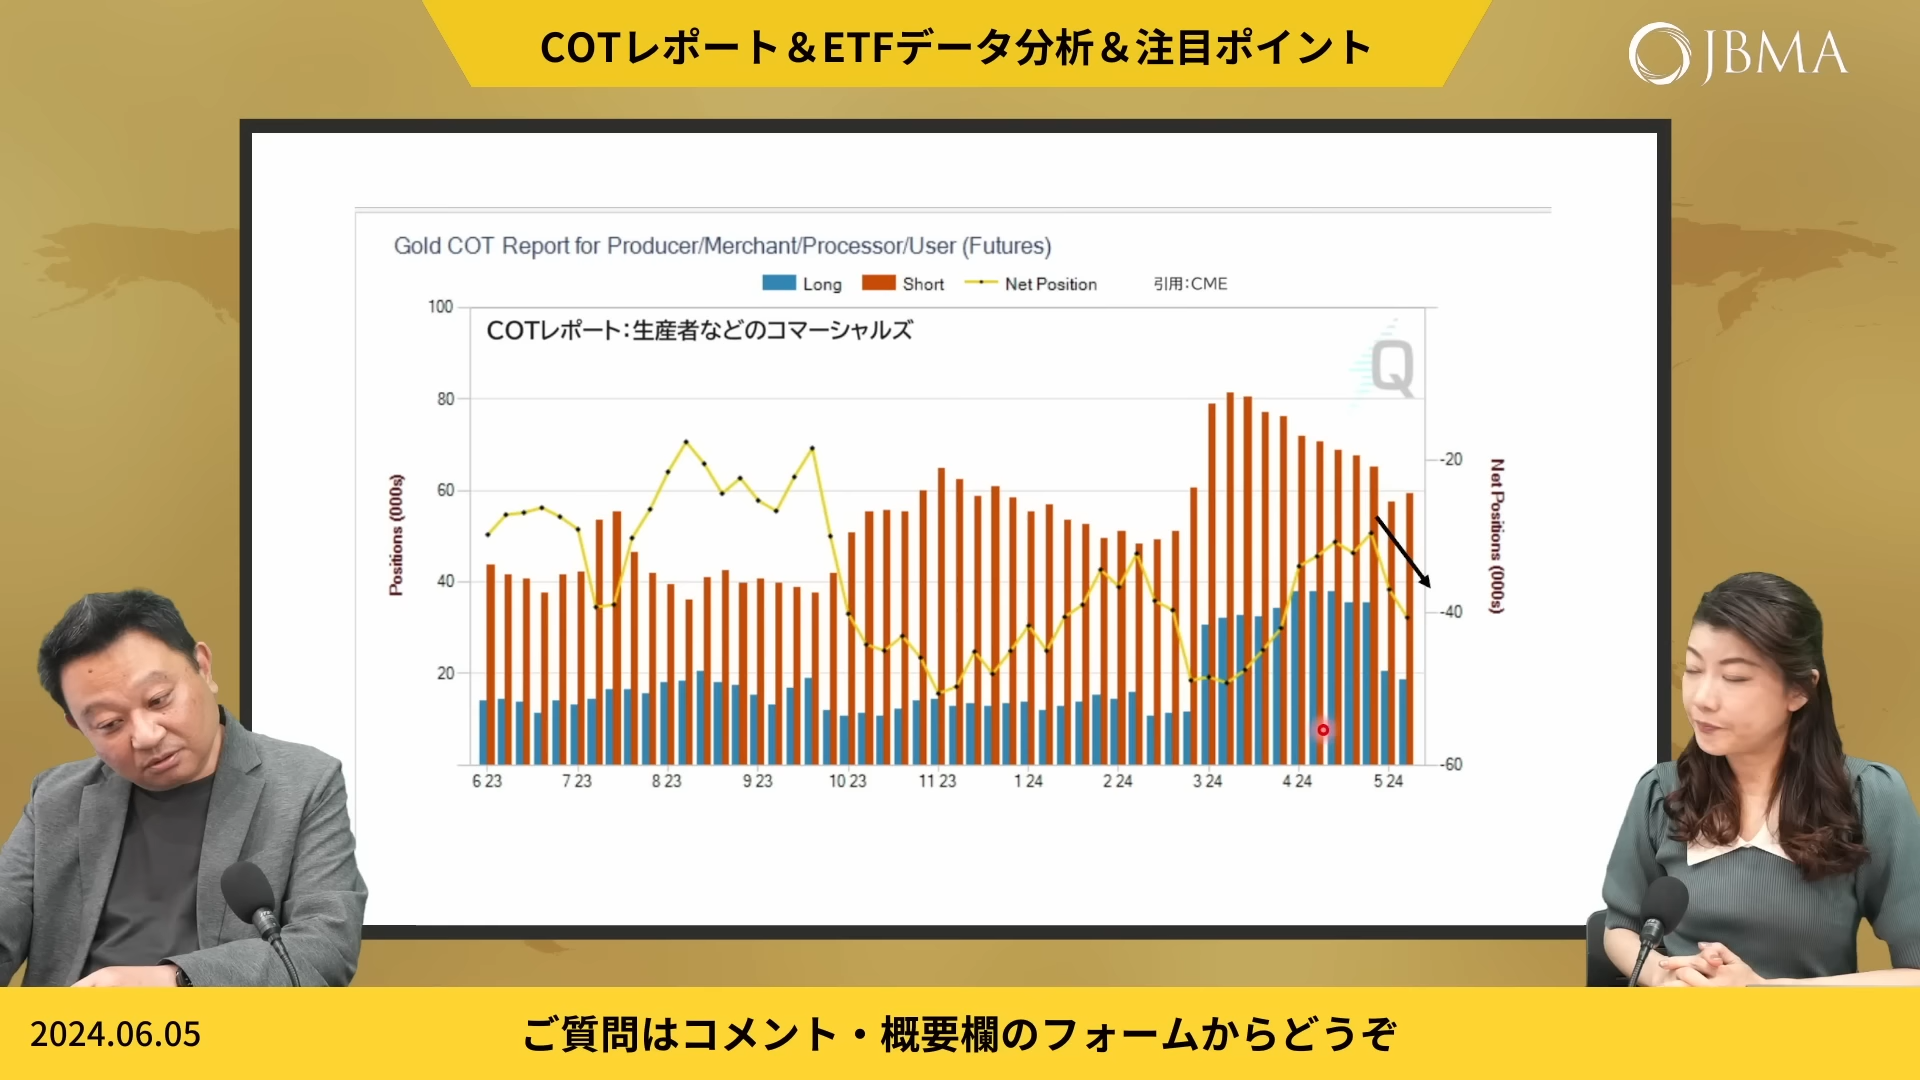 COTレポート＆ETFデータ分析＆注目ポイント
JBMA
Gold COT Report for Producer/Merchant/Processor/User (Futures)
Long Short Net Position 引用：CME
COTレポート：生産者などのコマーシャルズ
Q
100
80
60
40
20
Positions (000s)
-20
-40
-60
Net Positions (000s)
6 23 7 23 8 23 9 23 10 23 11 23 1 24 2 24 3 24 4 24 5 24
2024.06.05
ご質問はコメント・概要欄のフォームからどうぞ